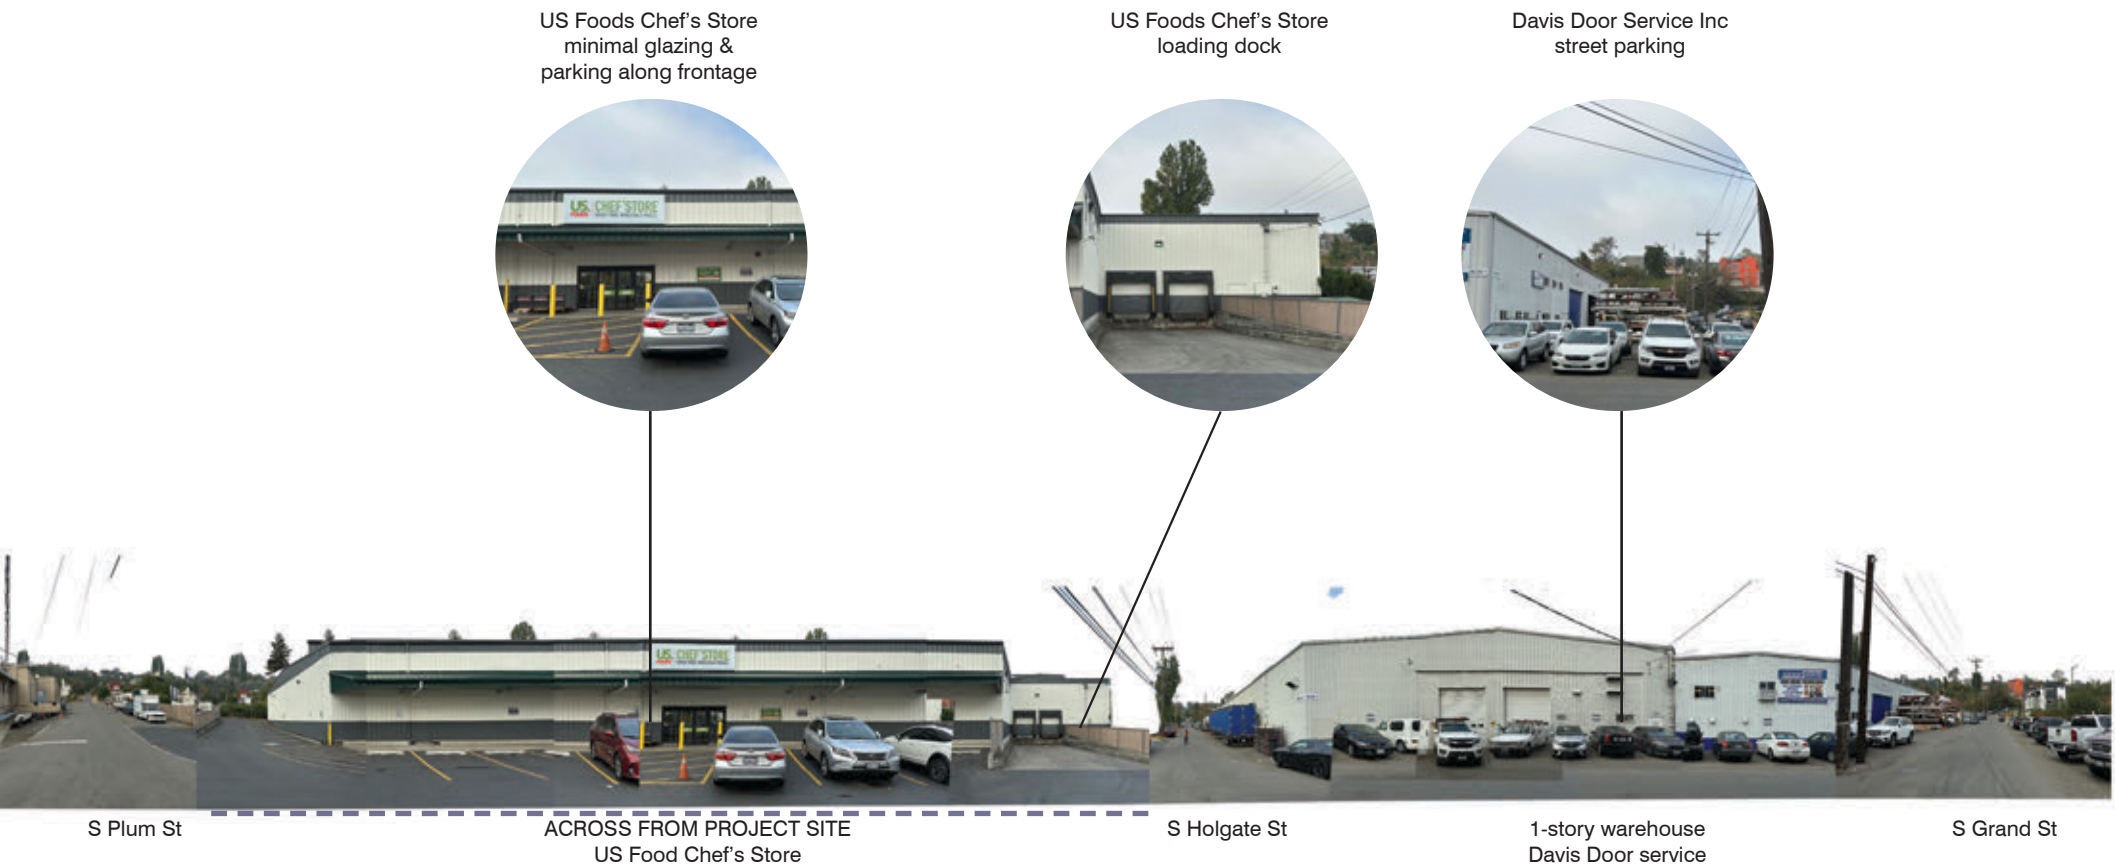 US Foods Chef's Store
minimal glazing &
parking along frontage
US Foods Chef's Store
loading dock
Davis Door Service Inc
street parking
US.
FOODS
CHEF'STORE
US.
FOODS
CHEF'STORE
S Plum St
ACROSS FROM PROJECT SITE
US Food Chef's Store
S Holgate St
1-story warehouse
Davis Door service
S Grand St